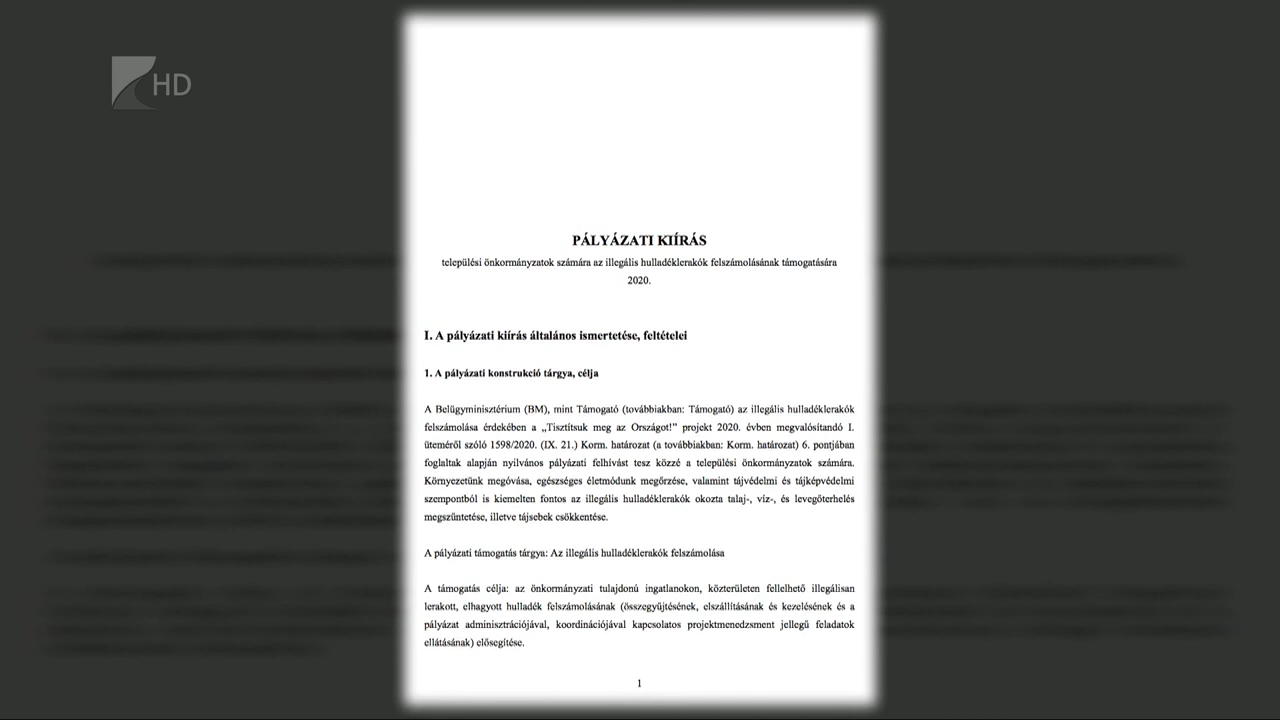 HD
PÁLYÁZATI KIÍRÁS
települési önkormányzatok számára az illegális hulladéklerakók felszámolásának támogatására
2020.
I. A pályázati kiírás általános ismertetése, feltételei
1. A pályázati konstrukció tárgya, célja
A Belügyminisztérium (BM), mint Támogató (továbbiakban: Támogató) az illegális hulladéklerakók
felszámolása érdekében a „Tisztítsuk meg az Országot!” projekt 2020. évben megvalósítandó I.
üteméről szóló 1598/2020. (IX. 21.) Korm. határozat (a továbbiakban: Korm. határozat) 6. pontjában
foglaltak alapján nyilvános pályázati felhívást tesz közzé a települési önkormányzatok számára.
Környezetünk megóvása, egészséges életmódunk megőrzése, valamint tájvédelmi és tájképvédelmi
szempontból is kiemelten fontos az illegális hulladéklerakók okozta talaj-, víz-, és levegőterhelés
megszűntetése, illetve tájsebek csökkentése.
A pályázati támogatás tárgya: Az illegális hulladéklerakók felszámolása
A támogatás célja: az önkormányzati tulajdonú ingatlanokon, közterületen fellelhető illegálisan
lerakott, elhagyott hulladék felszámolásának (összegyűjtésének, elszállításának és kezelésének és a
pályázat adminisztrációjával, koordinációjával kapcsolatos projektmenedzsment jellegű feladatok
ellátásának) elősegítése.
1